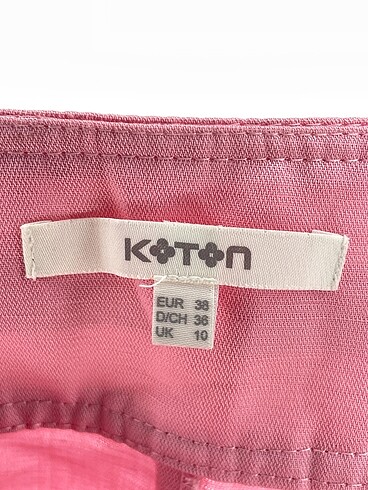 KOTON
EUR 38
D/CH 36
UK 10